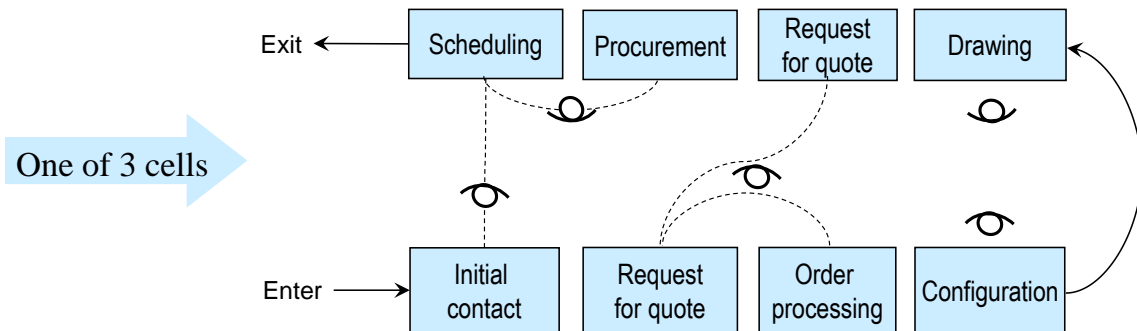 Exit
Scheduling
Procurement
Request
for quote
Drawing
One of 3 cells
Enter
Initial
contact
Request
for quote
Order
processing
Configuration